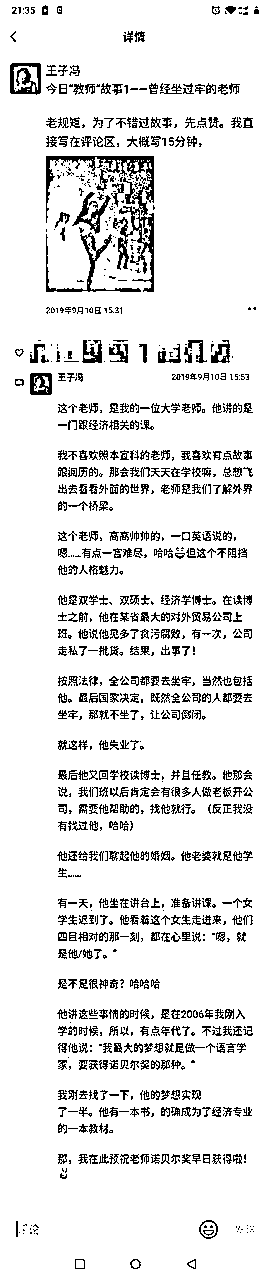 21:35
详情
王子冯
今日“教师”故事1——曾经坐过牢的老师
老规矩，为了不错过故事，先点赞。我直
接写在评论区，大概写15分钟，
2019年9月10日 15:31
王子冯
2019年9月10日 15:53
这个老师，是我的一位大学老师。他讲的是
一门跟经济相关的课。
我不喜欢照本宣科的老师，我喜欢有点故事
跟阅历的。那会我们天天在学校嘛，总想飞
出去看看外面的世界，老师是我们了解外界
的一个桥梁。
这个老师，高高帅帅的，一口英语说的，
嗯……有点一言难尽，哈哈😂但这个不阻挡
他的人格魅力。
他是双学士、双硕士、经济学博士。在读博
士之前，他在某省最大的对外贸易公司上
班。他说他见多了贪污腐败，有一次，公司
走私了一批货。结果，出事了！
按照法律，全公司都要去坐牢，当然也包括
他。最后国家决定，既然全公司的人都要去
坐牢，那就不坐了，让公司倒闭。
就这样，他失业了。
最后他又回学校读博士，并且任教。他那会
说，我们班以后肯定会有很多人做老板开公
司，需要他帮助的，找他就行。（反正我没
有找过他，哈哈）
他还给我们聊起他的婚姻。他老婆就是他学
生……
有一天，他坐在讲台上，准备讲课。一个女
学生迟到了。他看着这个女生走进来，他们
四目相对的那一刻，都在心里说：“嗯，就
是他/她了。”
是不是很神奇？哈哈哈
他讲这些事情的时候，是在2006年我刚入
学的时候，所以，有点年代了。不过我还记
得他说：“我最大的梦想就是做一个语言学
家，要获得诺贝尔奖的那种。”
我刚去找了一下，他的梦想实现
了一半。他有一本书，的确成为了经济专业
的一本教材。
那，我在此预祝老师诺贝尔奖早日获得啦！
评论